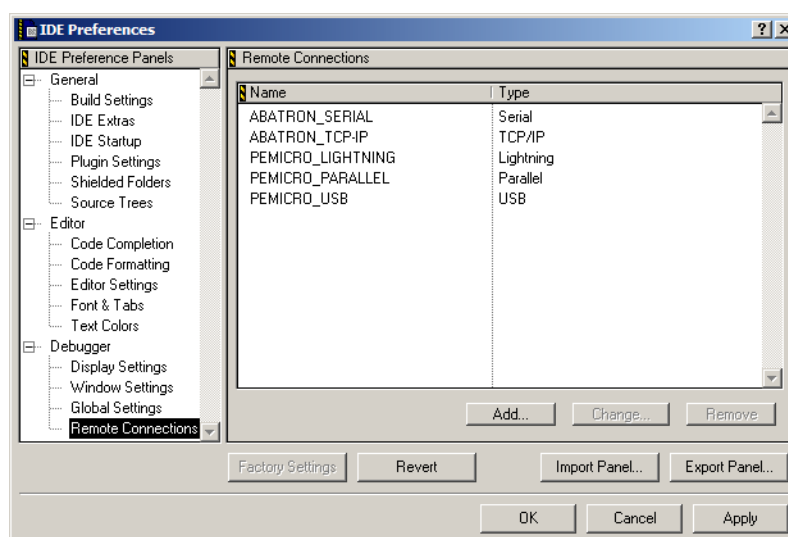 IDE Preferences
IDE Preference Panels
General
Build Settings
IDE Extras
IDE Startup
Plugin Settings
Shielded Folders
Source Trees
Editor
Code Completion
Code Formatting
Editor Settings
Font & Tabs
Text Colors
Debugger
Display Settings
Window Settings
Global Settings
Remote Connections
Remote Connections
Name Type
ABATRON_SERIAL Serial
ABATRON_TCP-IP TCP/IP
PEMICRO_LIGHTNING Lightning
PEMICRO_PARALLEL Parallel
PEMICRO_USB USB
Add... Change... Remove
Factory Settings Revert Import Panel... Export Panel...
OK Cancel Apply